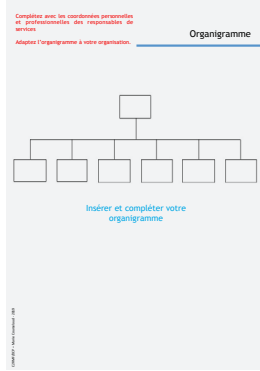 Complétez avec les coordonnées personnelles
et professionnelles des responsables de
services
Adaptez l'organigramme à votre organisation.
Organigramme
Insérer et compléter votre
organigramme